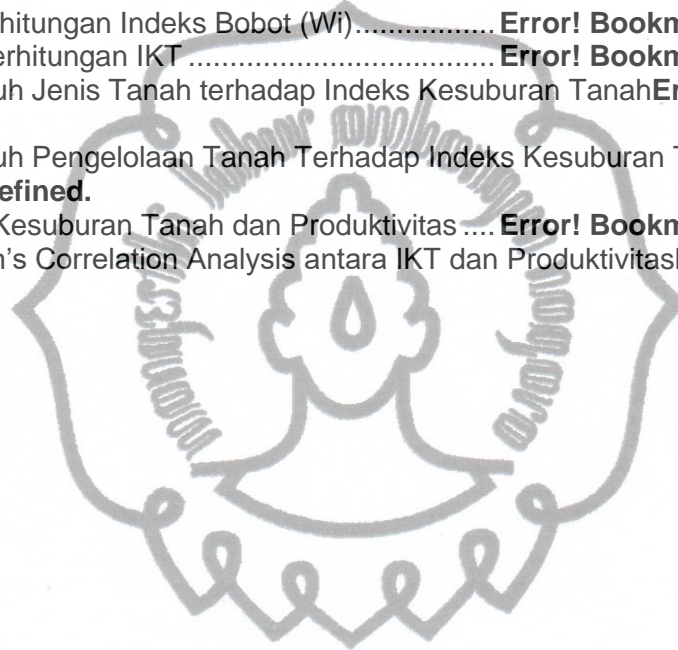 hitungan Indeks Bobot (Wi)................ Error! Bookm
erhitungan IKT .................................. Error! Bookm
uh Jenis Tanah terhadap Indeks Kesuburan TanahEr
uh Pengelolaan Tanah Terhadap Indeks Kesuburan T
efined.
Kesuburan Tanah dan Produktivitas .... Error! Bookm
n's Correlation Analysis antara IKT dan Produktivitas